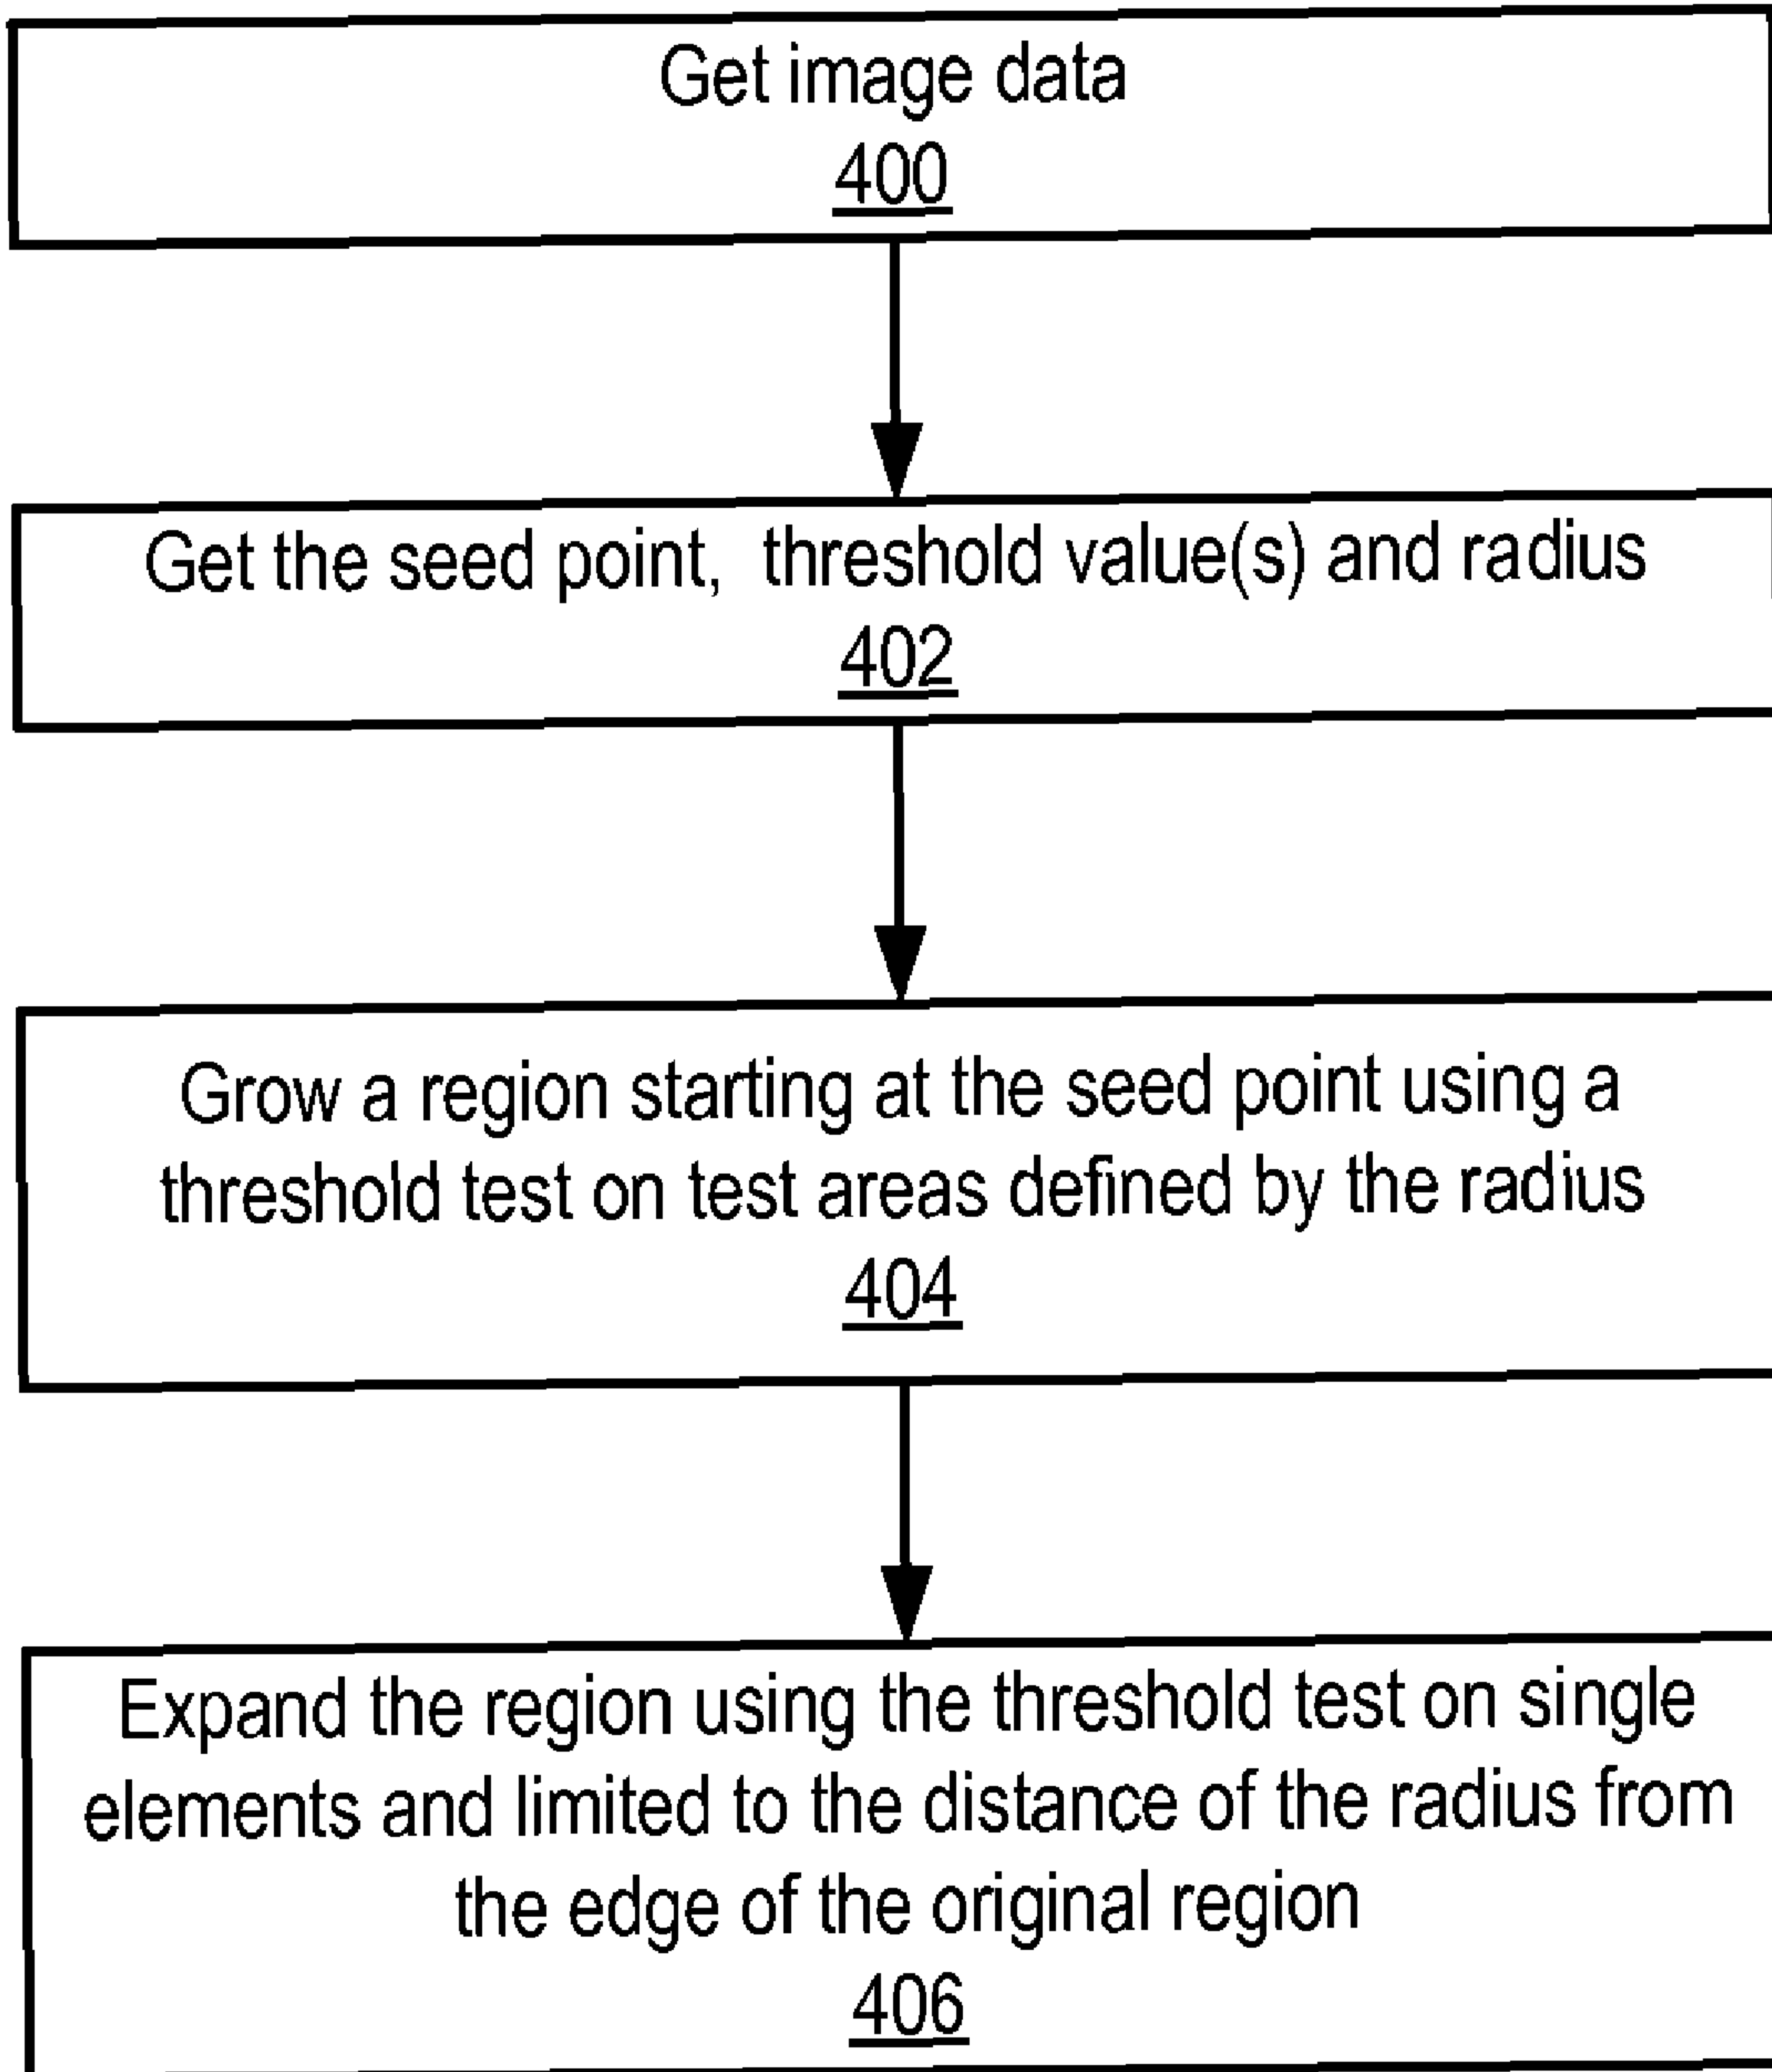 Get image data
400
Get the seed point, threshold value(s) and radius
402
Grow a region starting at the seed point using a
threshold test on test areas defined by the radius
404
Expand the region using the threshold test on single
elements and limited to the distance of the radius from
the edge of the original region
406